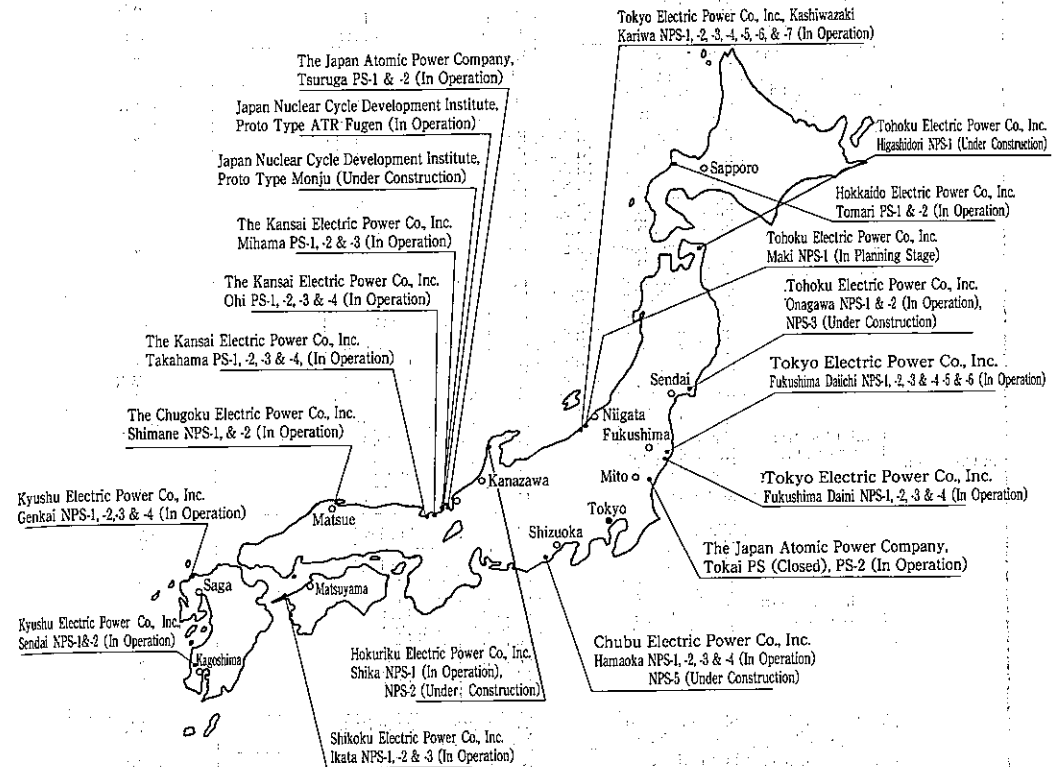 Tokyo Electric Power Co., Inc., Kashiwazaki
Kariwa NPS-1, -2, -3, -4, -5, -6, & -7 (In Operation)
The Japan Atomic Power Company,
Tsuruga PS-1 & -2 (In Operation)
Japan Nuclear Cycle Development Institute,
Proto Type ATR Fugen (In Operation)
Japan Nuclear Cycle Development Institute,
Proto Type Monju (Under Construction)
The Kansai Electric Power Co., Inc.
Mihama PS-1, -2 & -3 (In Operation)
The Kansai Electric Power Co., Inc.
Ohi PS-1, -2, -3 & -4 (In Operation)
The Kansai Electric Power Co., Inc.
Takahama PS-1, -2, -3 & -4, (In Operation)
The Chugoku Electric Power Co., Inc.
Shimane NPS-1, & -2 (In Operation)
Kyushu Electric Power Co., Inc.
Genkai NPS-1, -2,-3 & -4 (In Operation)
Kyushu Electric Power Co., Inc.
Sendai NPS-1&-2 (In Operation)
Tohoku Electric Power Co., Inc.
Higashidori NPS-1 (Under Construction)
Hokkaido Electric Power Co., Inc.
Tomari PS-1 & -2 (In Operation)
Tohoku Electric Power Co., Inc.
Maki NPS-1 (In Planning Stage)
Tohoku Electric Power Co., Inc.
Onagawa NPS-1 & -2 (In Operation),
NPS-3 (Under Construction)
Tokyo Electric Power Co., Inc.
Fukushima Daiichi NPS-1, -2, -3 & -4 -5 & -6 (In Operation)
Tokyo Electric Power Co., Inc.
Fukushima Daini NPS-1, -2, -3 & -4 (In Operation)
The Japan Atomic Power Company,
Tokai PS (Closed), PS-2 (In Operation)
Chubu Electric Power Co., Inc.
Hamaoka NPS-1, -2, -3 & -4 (In Operation)
NPS-5 (Under Construction)
Hokuriku Electric Power Co., Inc.
Shika NPS-1 (In Operation),
NPS-2 (Under Construction)
Shikoku Electric Power Co., Inc.
Ikata NPS-1, -2 & -3 (In Operation)
Sapporo
Sendai
Niigata
Fukushima
Kanazawa
Mito
Tokyo
Shizuoka
Matsue
Matsuyama
Saga
Kagoshima